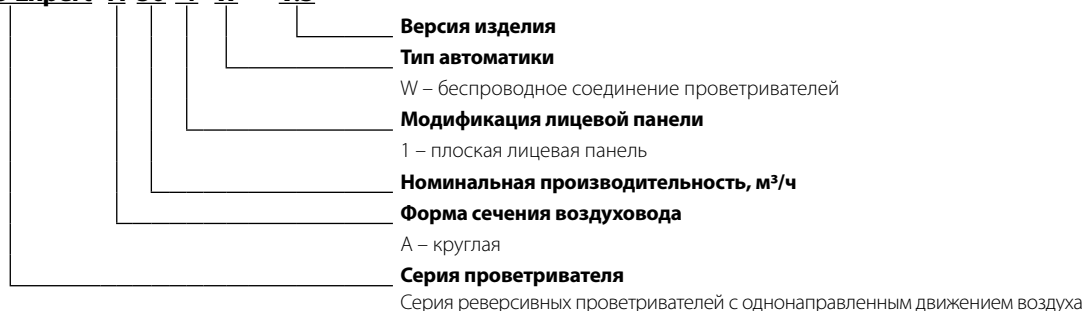 Версия изделия
Тип автоматики
W – беспроводное соединение проветривателей
Модификация лицевой панели
1 – плоская лицевая панель
Номинальная производительность, м³/ч
Форма сечения воздуховода
А – круглая
Серия проветривателя
Серия реверсивных проветривателей с однонаправленным движением воздуха